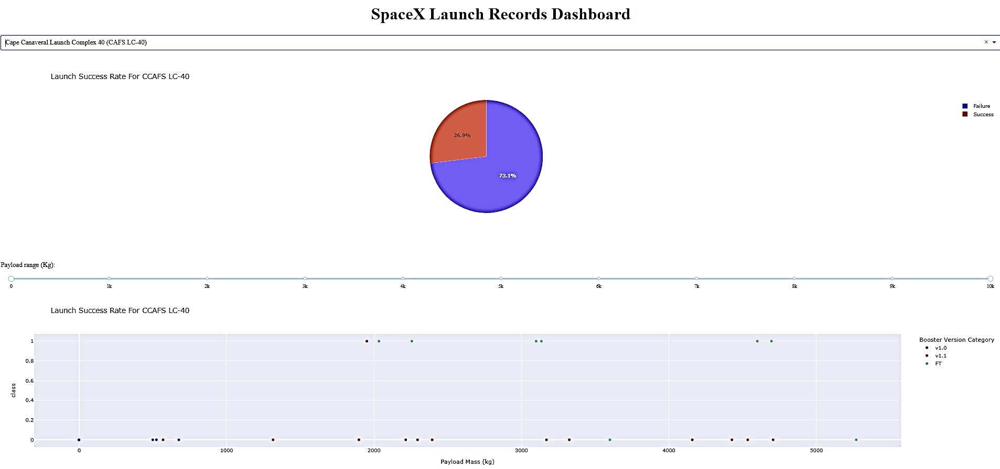 SpaceX Launch Records Dashboard
Cape Canaveral Launch Complex 40 (CAFS LC-40)
× 
Launch Success Rate For CCAFS LC-40
Failure
Success
26.9%
73.1%
Payload range (Kg):
0 1k 2k 3k 4k 5k 6k 7k 8k 9k 10k
Launch Success Rate For CCAFS LC-40
Booster Version Category
v1.0
v1.1
FT
1
0.8
0.6
0.4
0.2
0
class
0 1000 2000 3000 4000 5000
Payload Mass (kg)